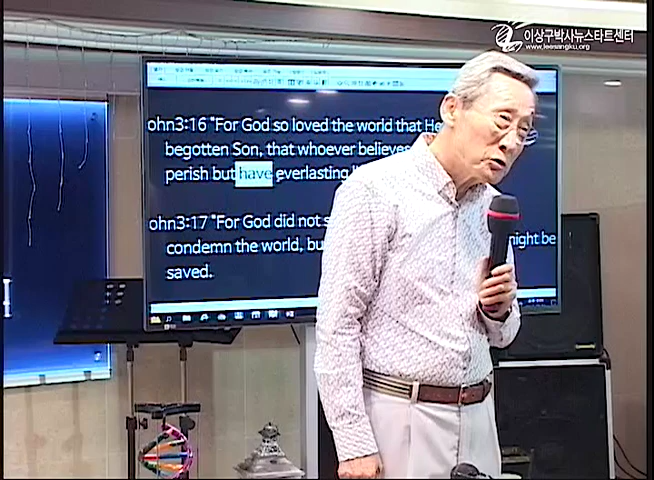 이상구박사뉴스타트센터
www.leesangku.org
ohn3:16 "For God so loved the world that He
begotten Son, that whoever believes
perish but have everlasting
ohn3:17 "For God did not s
condemn the world, bu
night be
saved.